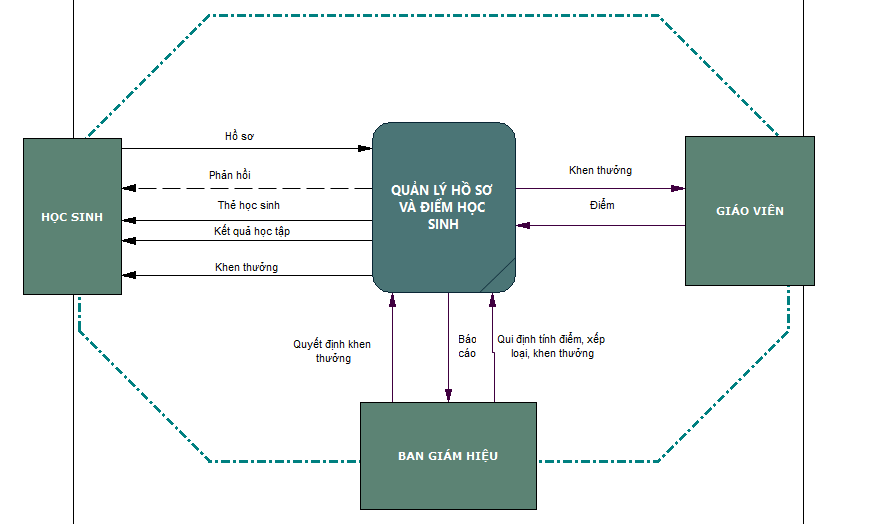 Hồ sơ
Phản hồi
Thẻ học sinh
Kết quả học tập
Khen thưởng
HỌC SINH
QUẢN LÝ HỒ SƠ
VÀ ĐIỂM HỌC
SINH
Khen thưởng
Điểm
GIÁO VIÊN
Quyết định khen
thưởng
Báo
cáo
Qui định tính điểm, xếp
loại, khen thưởng
BAN GIÁM HIỆU